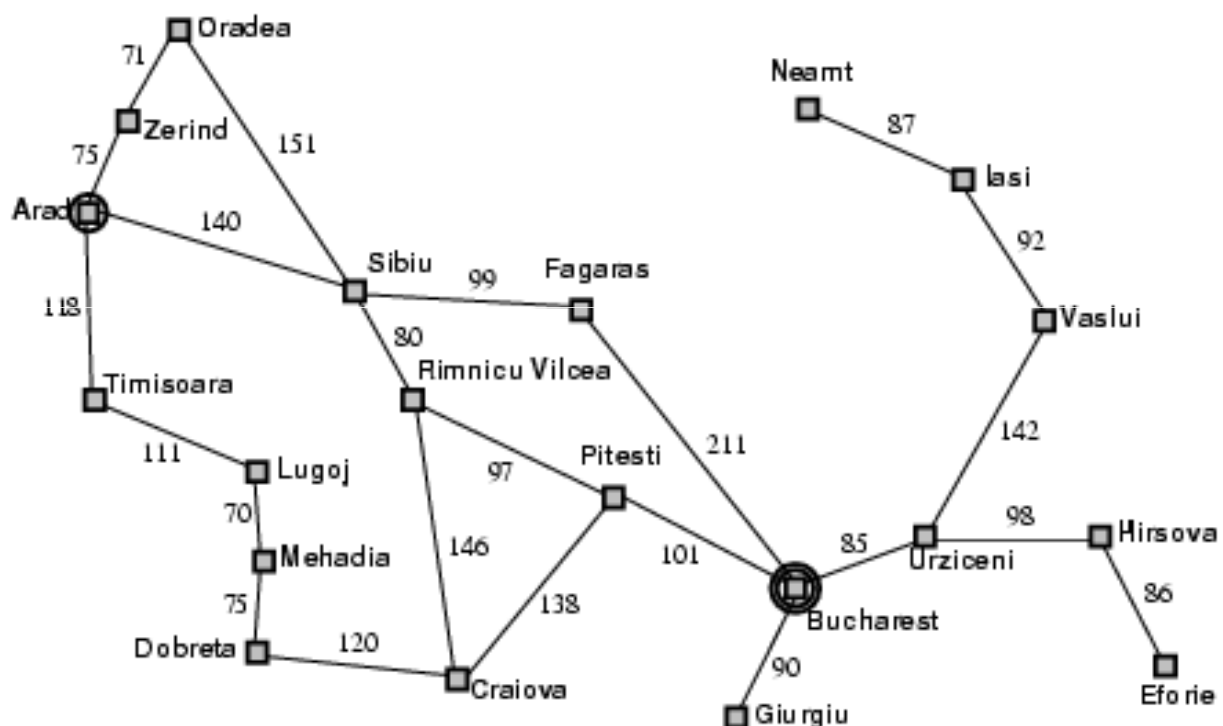 Oradea
71
Neamt
87
Zerind
75
151
Iasi
Arad
140
92
Sibiu
99
Fagaras
118
80
Vaslui
Rimnicu Vilcea
Timisoara
142
111
Lugoj
97
Pitesti
211
70
98
Hirsova
146
101
85
Mehadia
Urziceni
75
138
86
Bucharest
Dobreta
120
90
Craiova
Eforie
Giurgiu